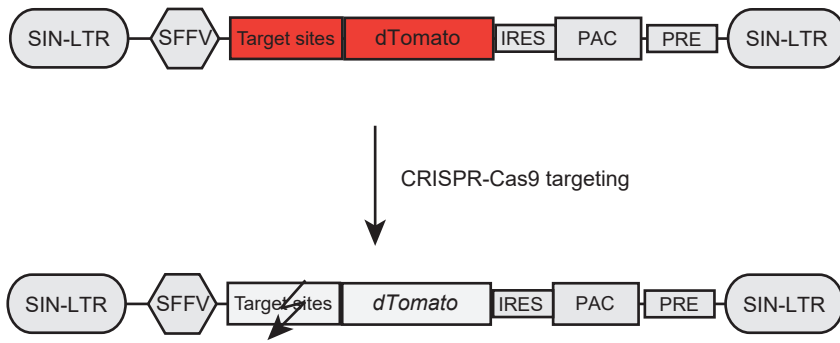 SIN-LTR SFFV Target sites dTomato IRES PAC PRE SIN-LTR
CRISPR-Cas9 targeting
SIN-LTR SFFV Target sites dTomato IRES PAC PRE SIN-LTR